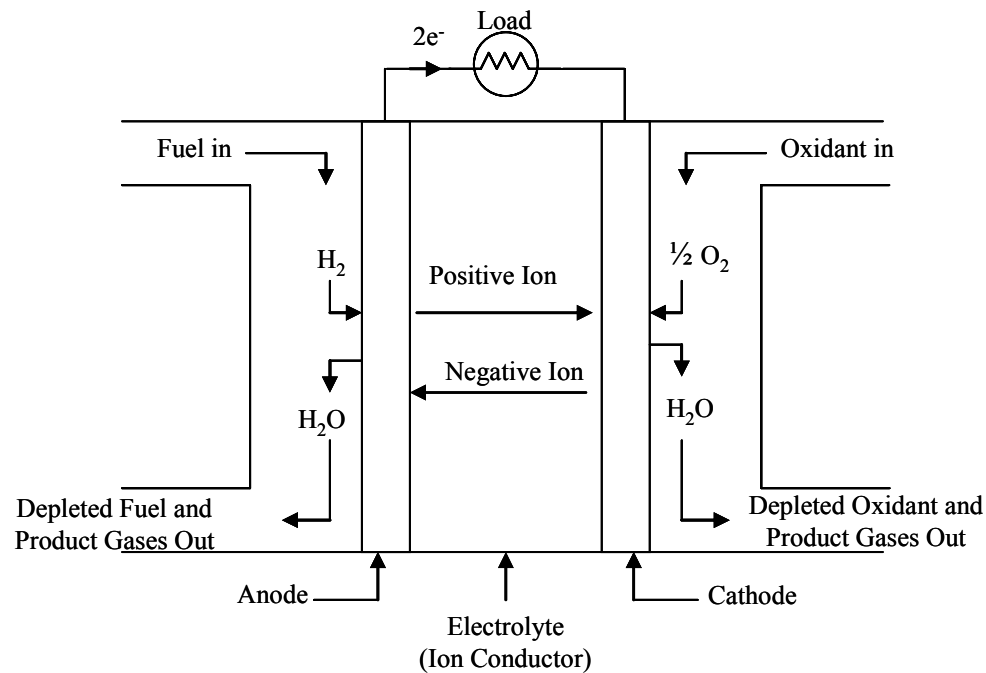 Load
2e⁻
Fuel in
Oxidant in
H₂
½ O₂
Positive Ion
Negative Ion
H₂O
H₂O
Depleted Fuel and
Product Gases Out
Depleted Oxidant and
Product Gases Out
Anode
Cathode
Electrolyte
(Ion Conductor)